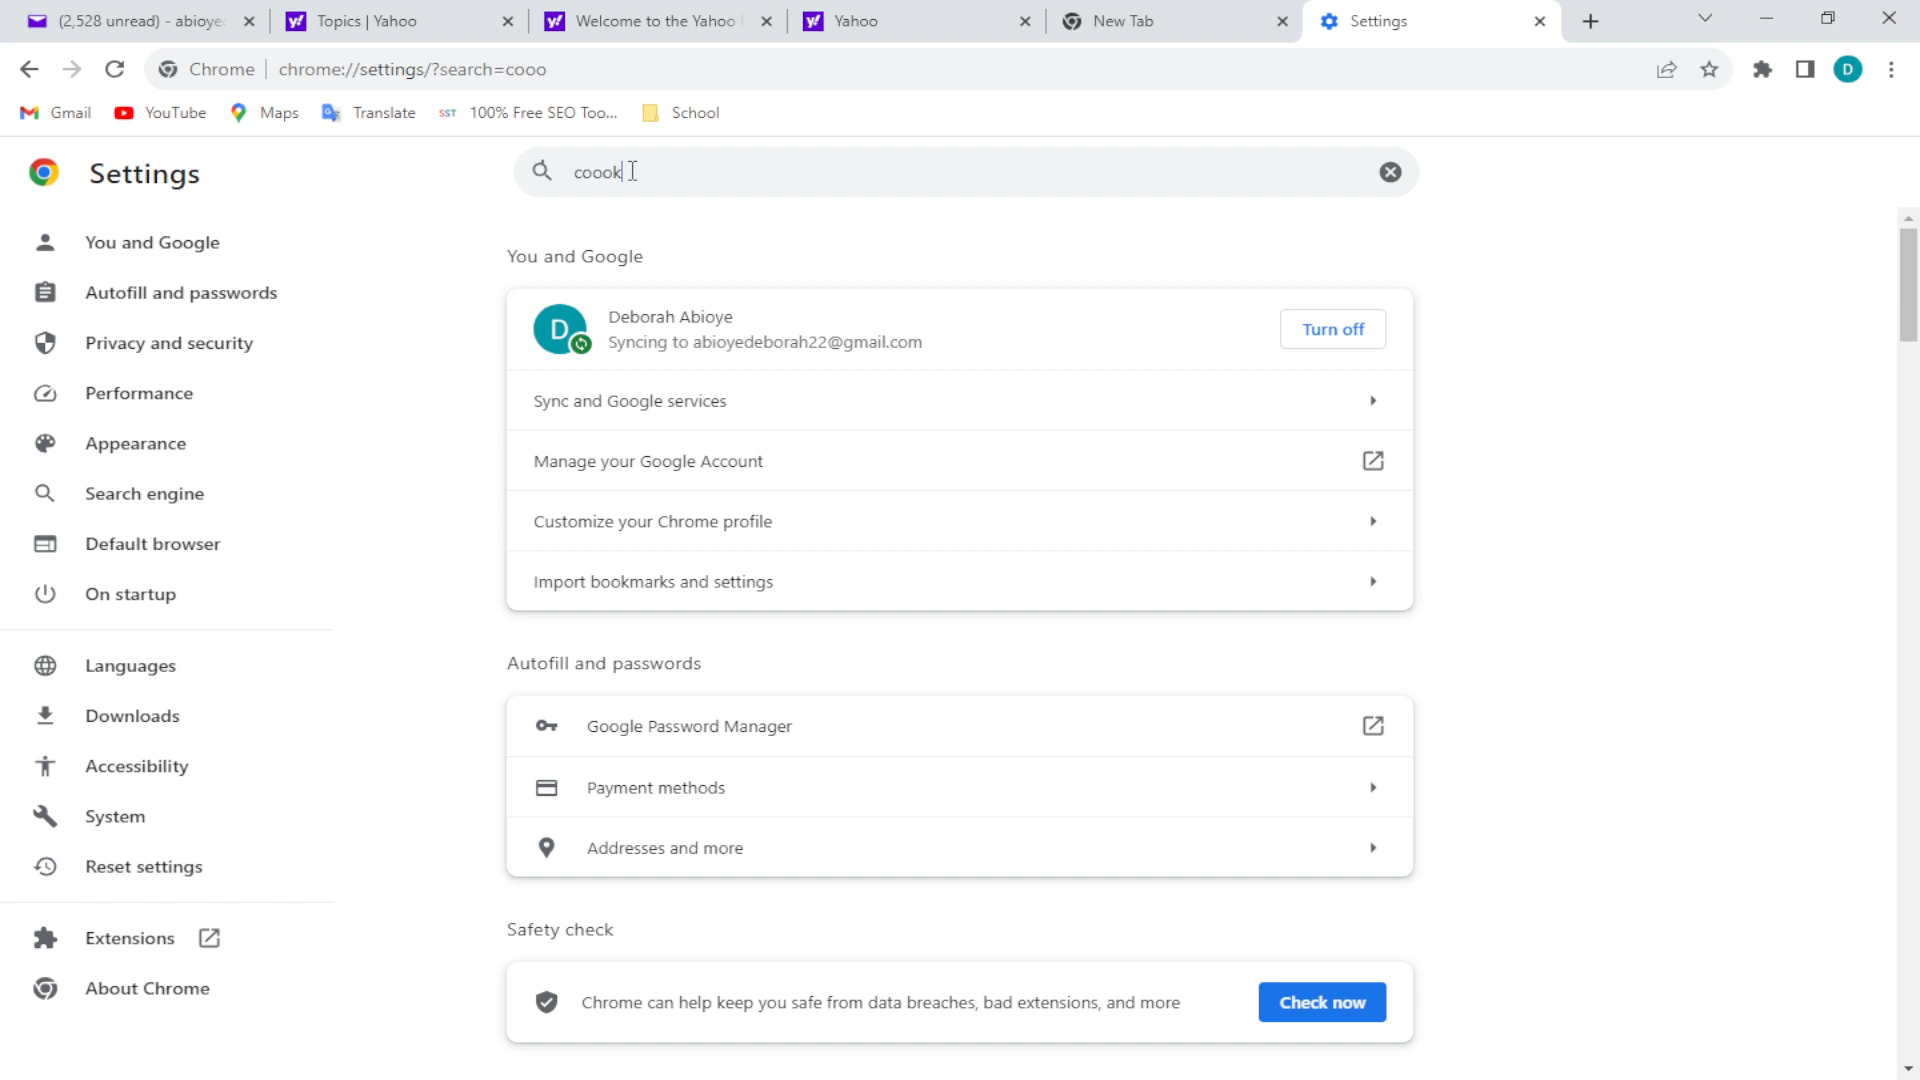 (2,528 unread) - abioye
Topics | Yahoo
Welcome to the Yahoo
Yahoo
New Tab
Settings
Chrome | chrome://settings/?search=cooo
D
Gmail
YouTube
Maps
Translate
SST 100% Free SEO Too...
School
Settings
coook
You and Google
Autofill and passwords
Privacy and security
Performance
Appearance
Search engine
Default browser
On startup
Languages
Downloads
Accessibility
System
Reset settings
Extensions
About Chrome
You and Google
D
Deborah Abioye
Syncing to abioyedeborah22@gmail.com
Turn off
Sync and Google services
Manage your Google Account
Customize your Chrome profile
Import bookmarks and settings
Autofill and passwords
Google Password Manager
Payment methods
Addresses and more
Safety check
Chrome can help keep you safe from data breaches, bad extensions, and more
Check now